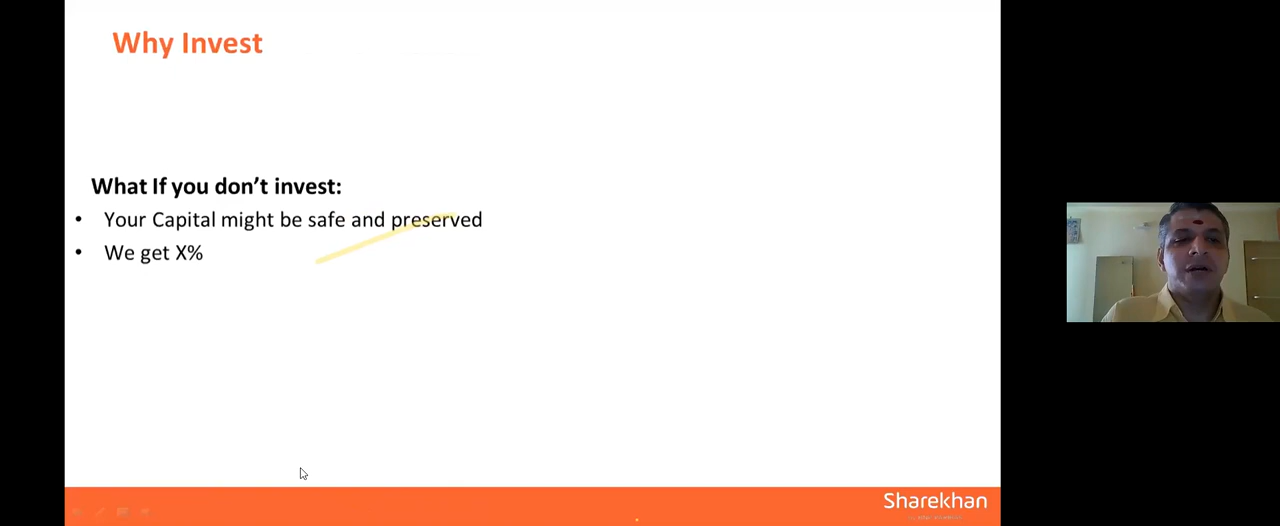 Why Invest
What If you don't invest:
• Your Capital might be safe and preserved
• We get X%
Sharekhan